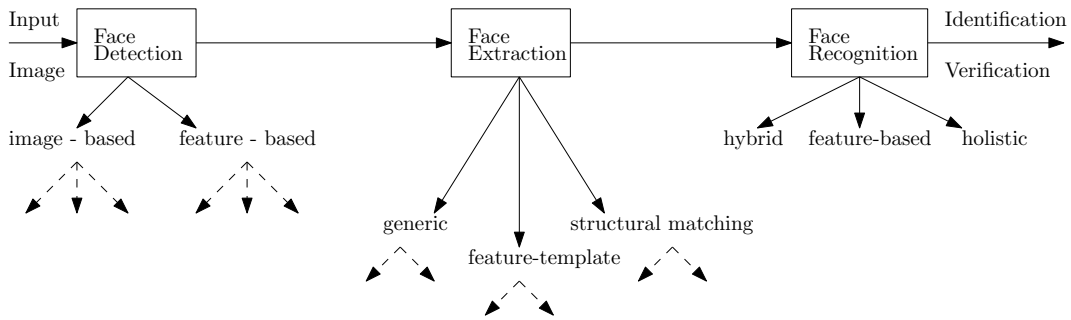 Input
Image
Face
Detection
Face
Extraction
Face
Recognition
Identification
Verification
image - based
feature - based
hybrid
feature-based
holistic
generic
structural matching
feature-template